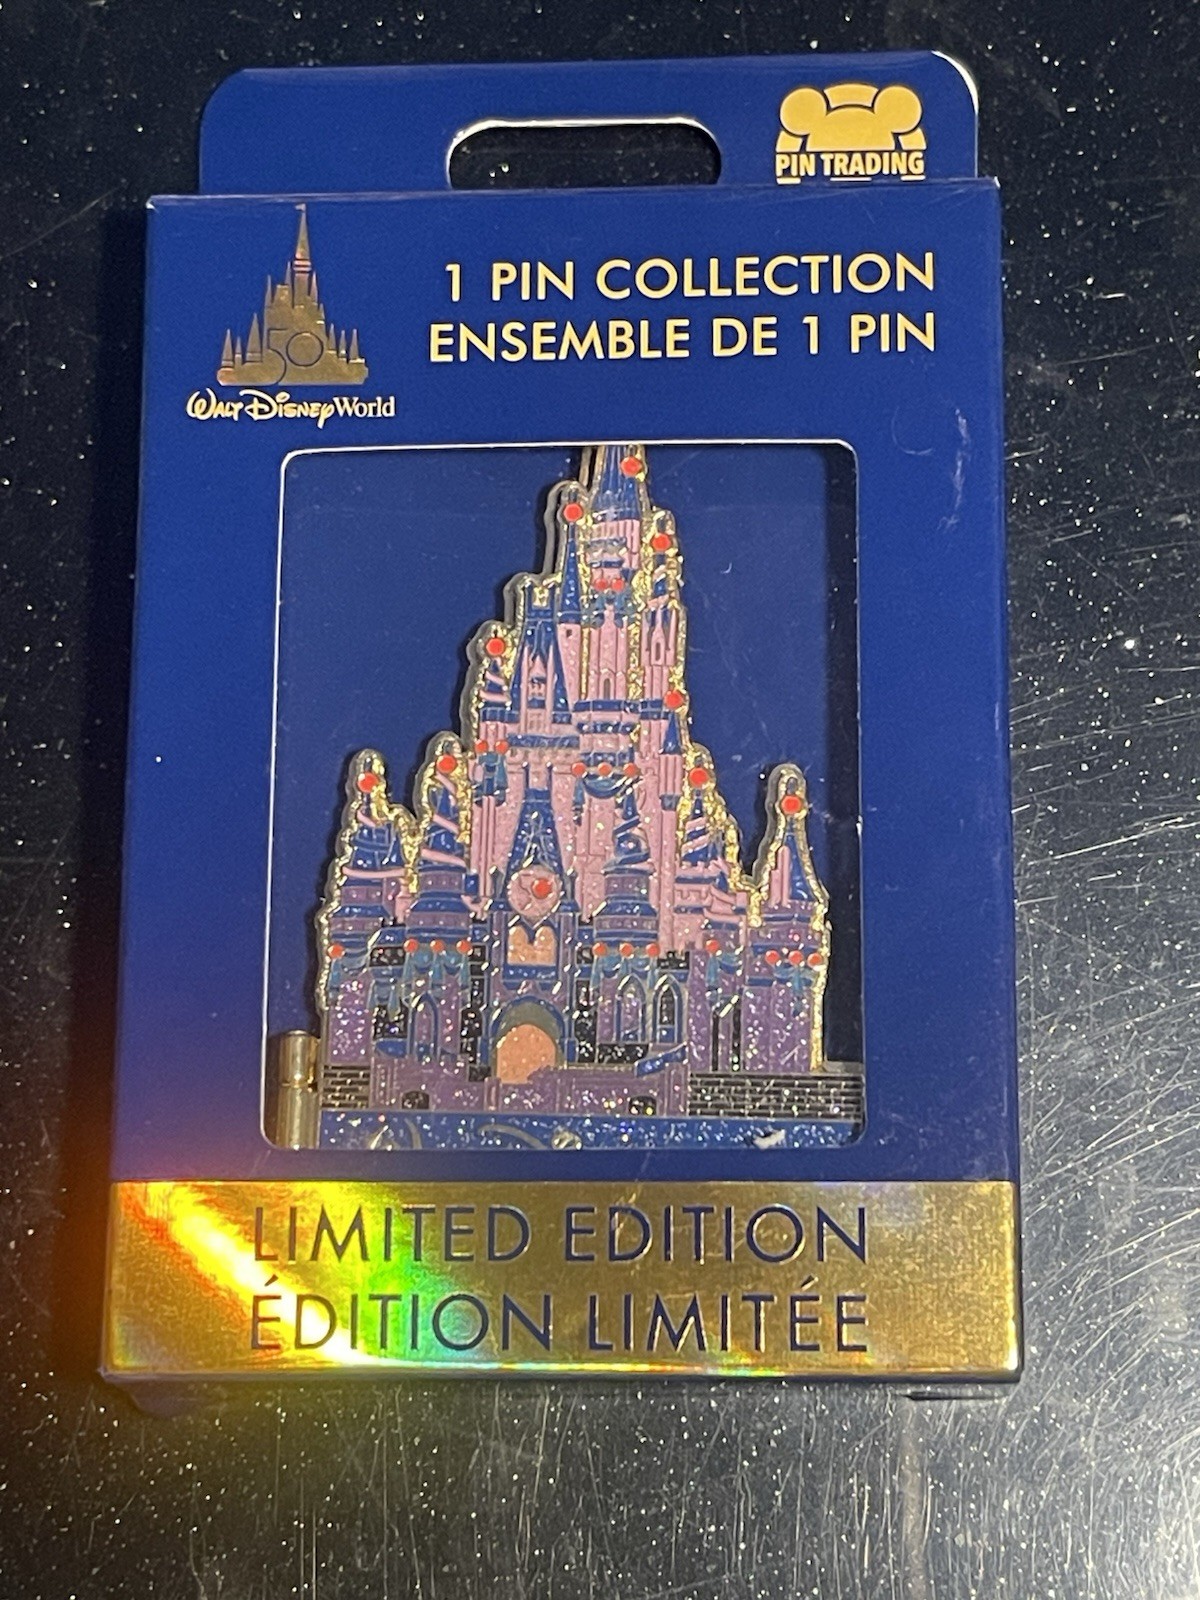 PIN TRADING
1 PIN COLLECTION
ENSEMBLE DE 1 PIN
50
Walt Disney World
LIMITED EDITION
ÉDITION LIMITÉE